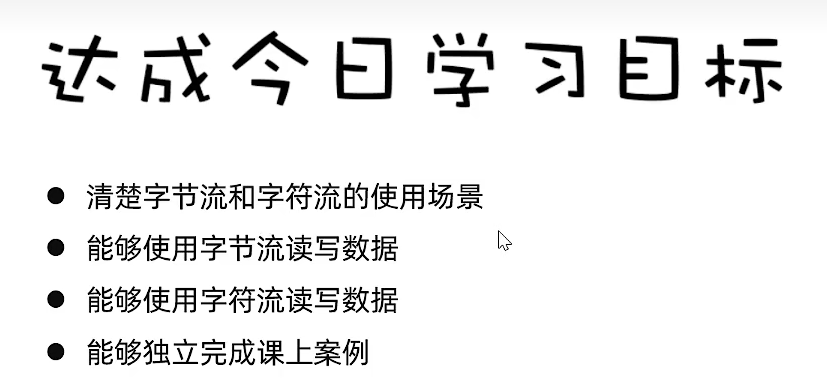 达成今日学习目标
● 清楚字节流和字符流的使用场景
● 能够使用字节流读写数据
● 能够使用字符流读写数据
● 能够独立完成课上案例